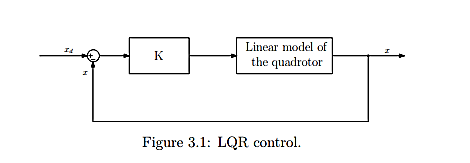 x_d
K
Linear model of
the quadrotor
x
x
Figure 3.1: LQR control.